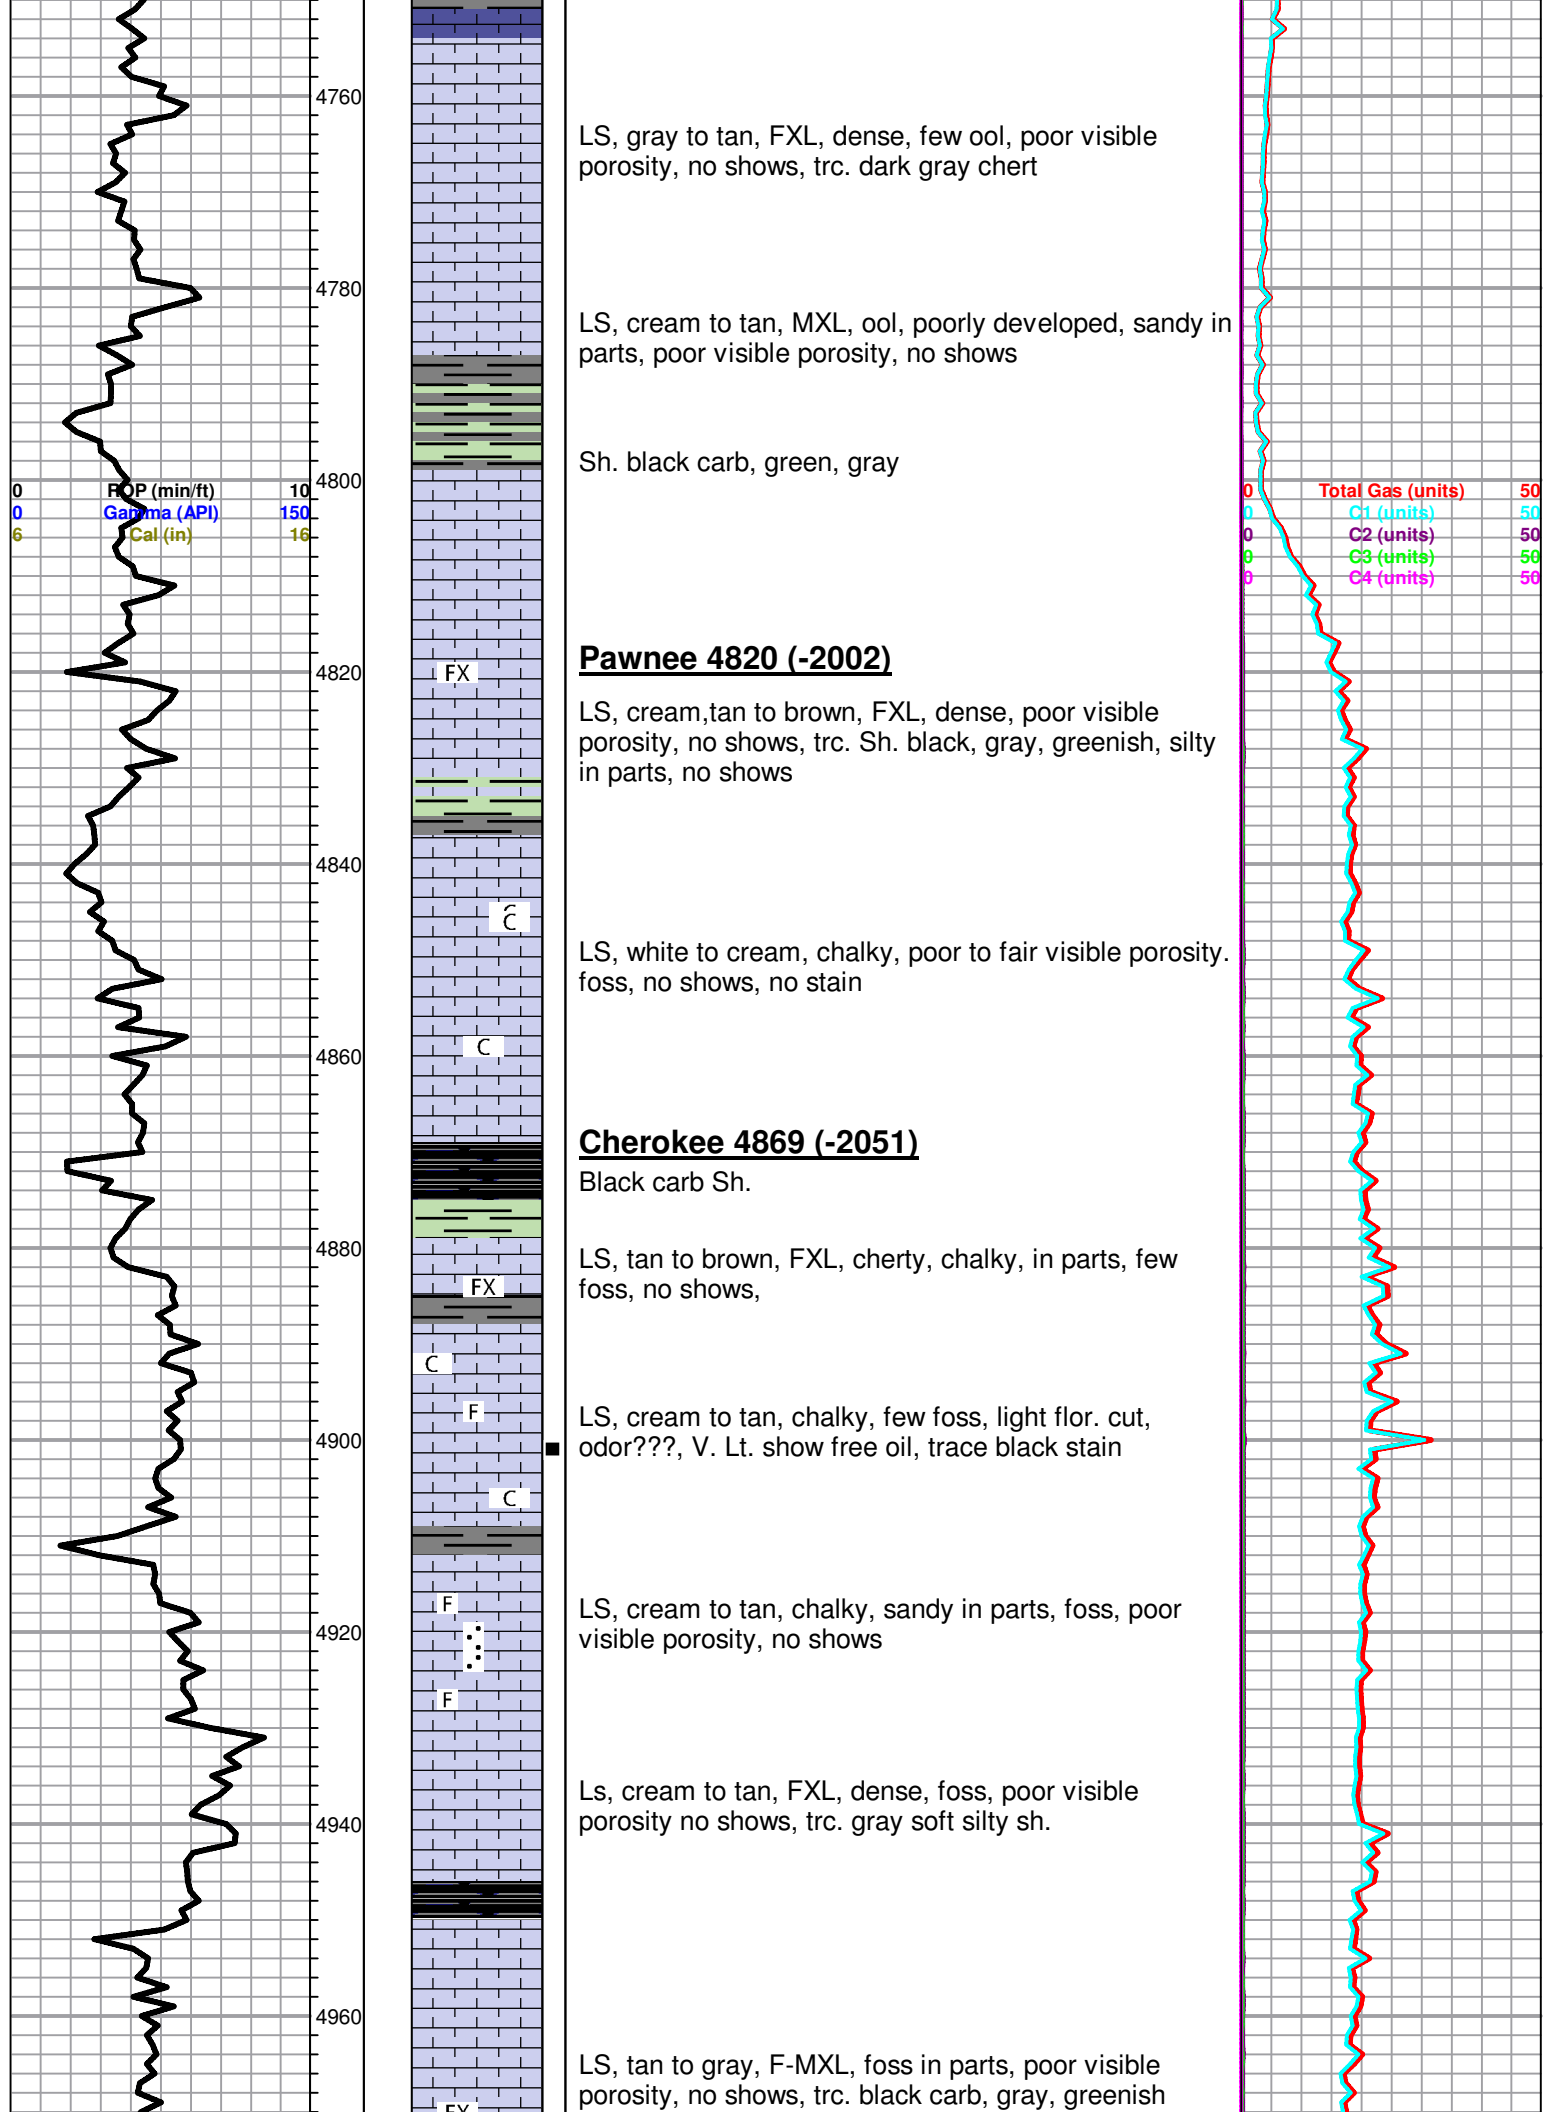 4760
LS, gray to tan, FXL, dense, few ool, poor visible
porosity, no shows, trc. dark gray chert
4780
LS, cream to tan, MXL, ool, poorly developed, sandy in
parts, poor visible porosity, no shows
Sh. black carb, green, gray
4800
0 ROP (min/ft) 10
0 Gamma (API) 150
6 Cal (in) 16
0 Total Gas (units) 50
0 C1 (units) 50
0 C2 (units) 50
0 C3 (units) 50
0 C4 (units) 50
Pawnee 4820 (-2002)
4820
FX
LS, cream,tan to brown, FXL, dense, poor visible
porosity, no shows, trc. Sh. black, gray, greenish, silty
in parts, no shows
4840
C
C
LS, white to cream, chalky, poor to fair visible porosity.
foss, no shows, no stain
C
4860
Cherokee 4869 (-2051)
Black carb Sh.
4880
LS, tan to brown, FXL, cherty, chalky, in parts, few
foss, no shows,
FX
C
F
LS, cream to tan, chalky, few foss, light flor. cut,
odor???, V. Lt. show free oil, trace black stain
4900
C
F
LS, cream to tan, chalky, sandy in parts, foss, poor
visible porosity, no shows
4920
F
Ls, cream to tan, FXL, dense, foss, poor visible
porosity no shows, trc. gray soft silty sh.
4940
4960
LS, tan to gray, F-MXL, foss in parts, poor visible
porosity, no shows, trc. black carb, gray, greenish
FX